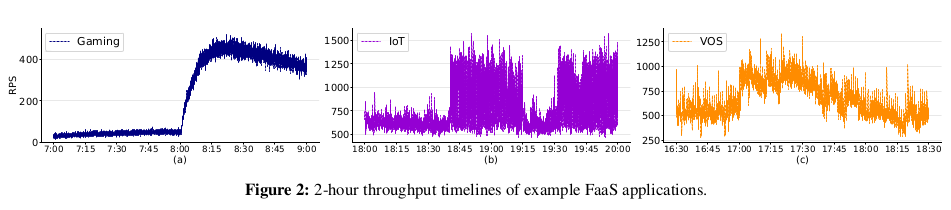 Gaming
RPS
400
200
0
7:00 7:15 7:30 7:45 8:00 8:15 8:30 8:45 9:00
(a)
IoT
1500
1250
1000
750
500
18:00 18:15 18:30 18:45 19:00 19:15 19:30 19:45 20:00
(b)
VOS
1250
1000
750
500
250
16:30 16:45 17:00 17:15 17:30 17:45 18:00 18:15 18:30
(c)
Figure 2: 2-hour throughput timelines of example FaaS applications.